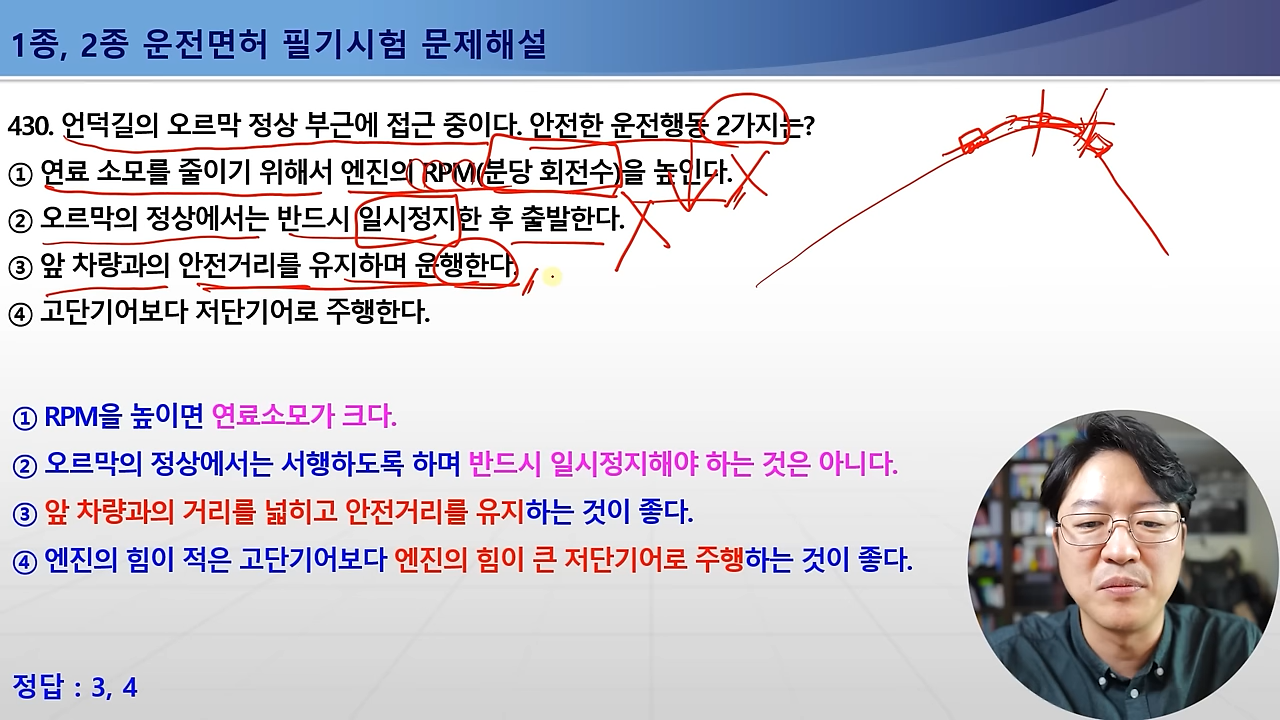 1종, 2종 운전면허 필기시험 문제해설
430. 언덕길의 오르막 정상 부근에 접근 중이다. 안전한 운전행동 2가지는?
① 연료 소모를 줄이기 위해서 엔진의 RPM(분당 회전수)을 높인다.
② 오르막의 정상에서는 반드시 일시정지한 후 출발한다.
③ 앞 차량과의 안전거리를 유지하며 운행한다.
④ 고단기어보다 저단기어로 주행한다.
① RPM을 높이면 연료소모가 크다.
② 오르막의 정상에서는 서행하도록 하며 반드시 일시정지해야 하는 것은 아니다.
③ 앞 차량과의 거리를 넓히고 안전거리를 유지하는 것이 좋다.
④ 엔진의 힘이 적은 고단기어보다 엔진의 힘이 큰 저단기어로 주행하는 것이 좋다.
정답 : 3, 4